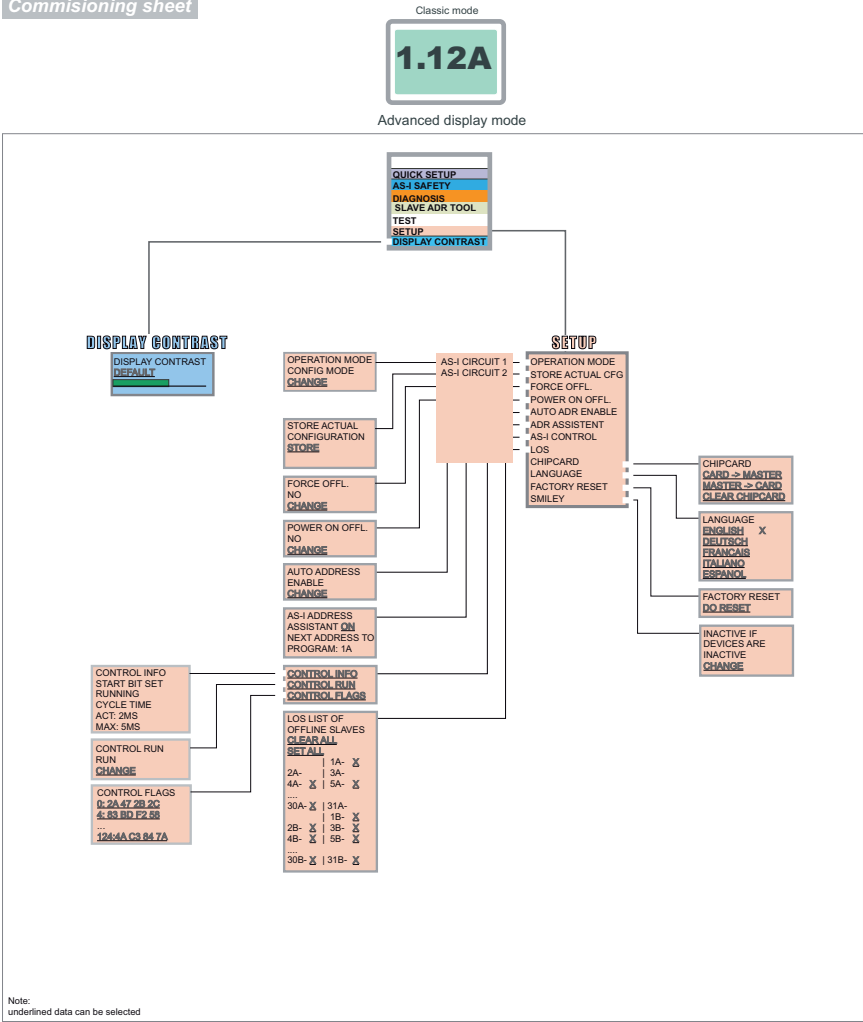 Commisioning sheet
Classic mode
1.12A
Advanced display mode
QUICK SETUP
AS-I SAFETY
DIAGNOSIS
SLAVE ADR TOOL
TEST
SETUP
DISPLAY CONTRAST
DISPLAY CONTRAST
DISPLAY CONTRAST
DEFAULT
SETUP
OPERATION MODE
STORE ACTUAL CFG
FORCE OFFL.
POWER ON OFFL.
AUTO ADR ENABLE
ADR ASSISTENT
AS-I CONTROL
LOS
CHIPCARD
LANGUAGE
FACTORY RESET
SMILEY
AS-I CIRCUIT 1
AS-I CIRCUIT 2
OPERATION MODE
CONFIG MODE
CHANGE
STORE ACTUAL
CONFIGURATION
STORE
FORCE OFFL.
NO
CHANGE
POWER ON OFFL.
NO
CHANGE
AUTO ADDRESS
ENABLE
CHANGE
AS-I ADDRESS
ASSISTANT ON
NEXT ADDRESS TO
PROGRAM: 1A
CONTROL INFO
CONTROL RUN
CONTROL FLAGS
LOS LIST OF
OFFLINE SLAVES
CLEAR ALL
SET ALL
| 1A- X
2A- | 3A-
4A- X | 5A- X
....
30A- X | 31A-
| 1B- X
2B- X | 3B- X
4B- X | 5B- X
....
30B- X | 31B- X
CONTROL INFO
START BIT SET
RUNNING
CYCLE TIME
ACT: 2MS
MAX: 5MS
CONTROL RUN
RUN
CHANGE
CONTROL FLAGS
0: 2A 47 2B 2C
4: 83 BD F2 58
...
124:4A C3 84 7A
CHIPCARD
CARD -> MASTER
MASTER -> CARD
CLEAR CHIPCARD
LANGUAGE
ENGLISH X
DEUTSCH
FRANCAIS
ITALIANO
ESPANOL
FACTORY RESET
DO RESET
INACTIVE IF
DEVICES ARE
INACTIVE
CHANGE
Note:
underlined data can be selected